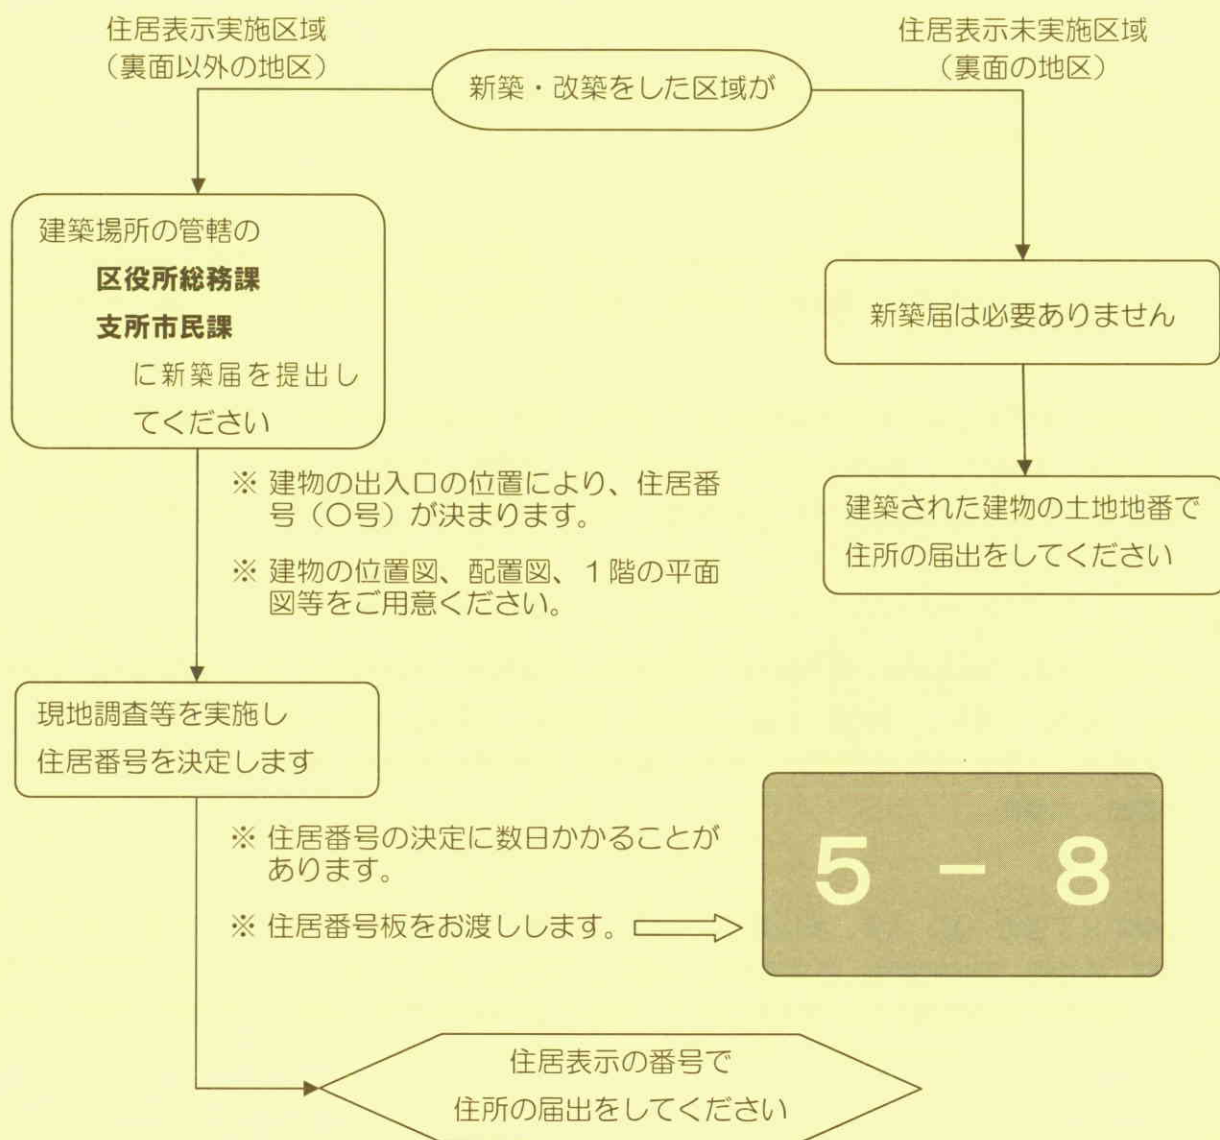 住居表示実施区域
（裏面以外の地区）
新築・改築をした区域が
住居表示未実施区域
（裏面の地区）
建築場所の管轄の
区役所総務課
支所市民課
に新築届を提出し
てください
新築届は必要ありません
※ 建物の出入口の位置により、住居番
号（〇号）が決まります。
※ 建物の位置図、配置図、１階の平面
図等をご用意ください。
建築された建物の土地地番で
住所の届出をしてください
現地調査等を実施し
住居番号を決定します
※ 住居番号の決定に数日かかることが
あります。
※ 住居番号板をお渡しします。
5 － 8
住居表示の番号で
住所の届出をしてください